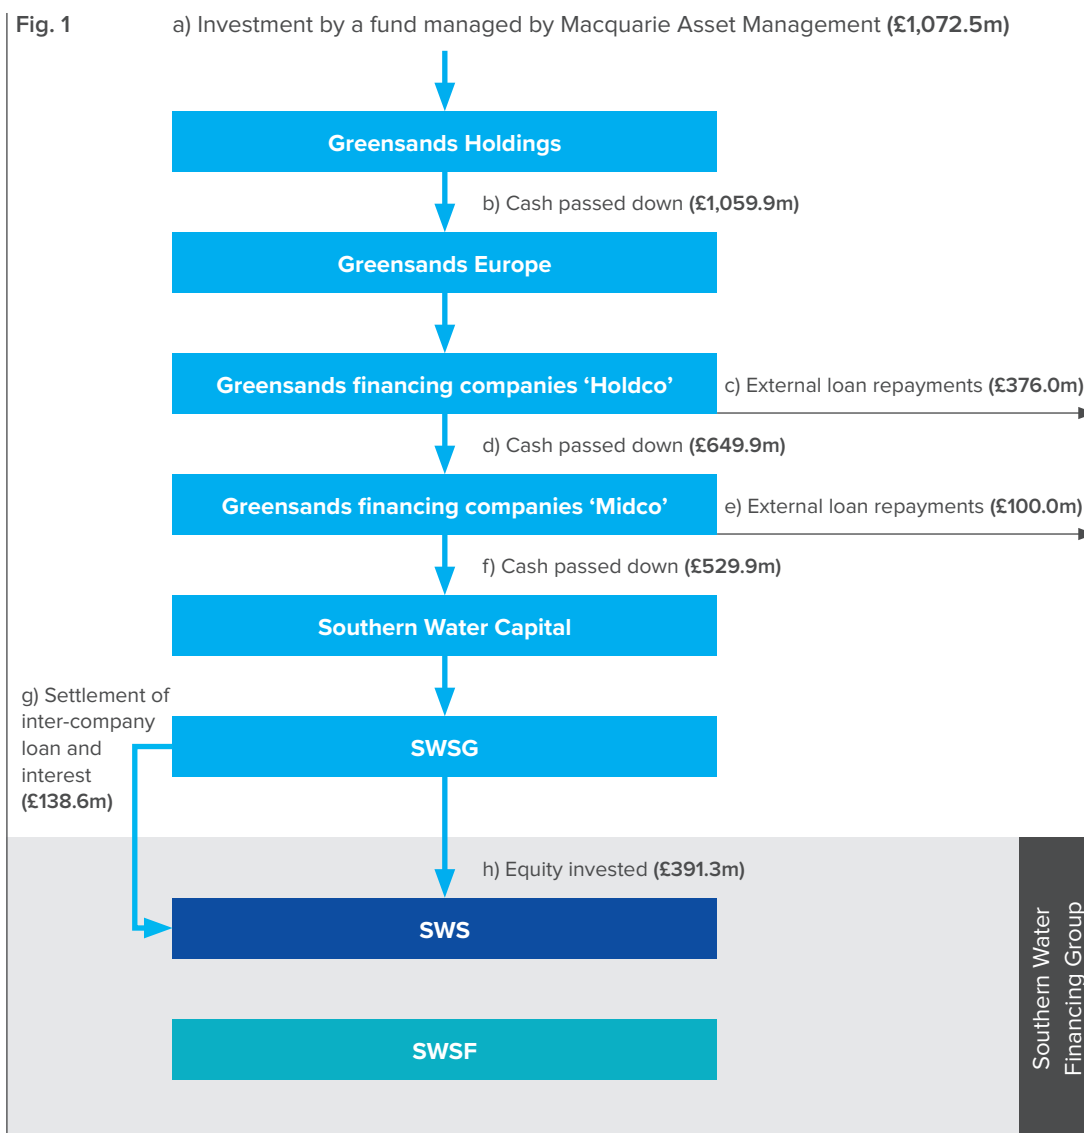 Fig. 1
a) Investment by a fund managed by Macquarie Asset Management (£1,072.5m)
Greensands Holdings
b) Cash passed down (£1,059.9m)
Greensands Europe
Greensands financing companies ‘Holdco’
c) External loan repayments (£376.0m)
d) Cash passed down (£649.9m)
Greensands financing companies ‘Midco’
e) External loan repayments (£100.0m)
f) Cash passed down (£529.9m)
Southern Water Capital
g) Settlement of
inter-company
loan and
interest
(£138.6m)
SWSG
h) Equity invested (£391.3m)
SWS
SWSF
Southern Water
Financing Group